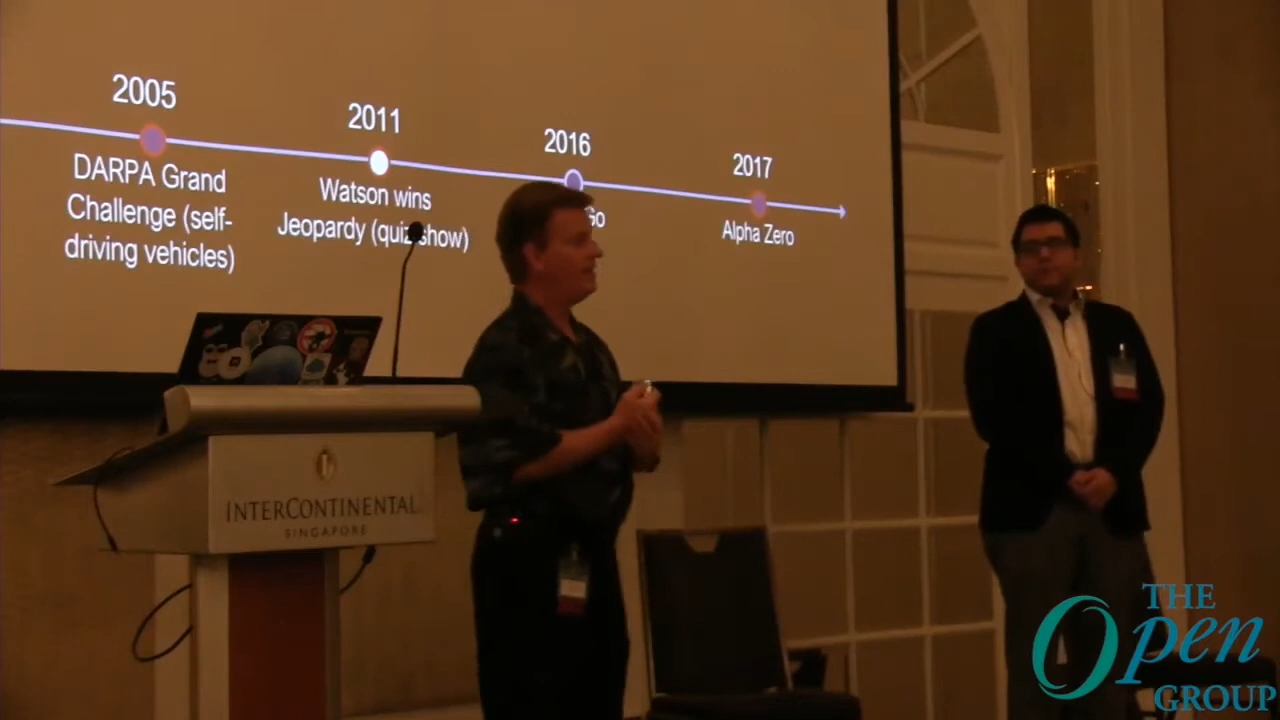 2005
DARPA Grand
Challenge (self-
driving vehicles)
2011
Watson wins
Jeopardy (quiz show)
2016
Go
2017
Alpha Zero
INTERCONTINENTAL
SINGAPORE
THE
Open
GROUP